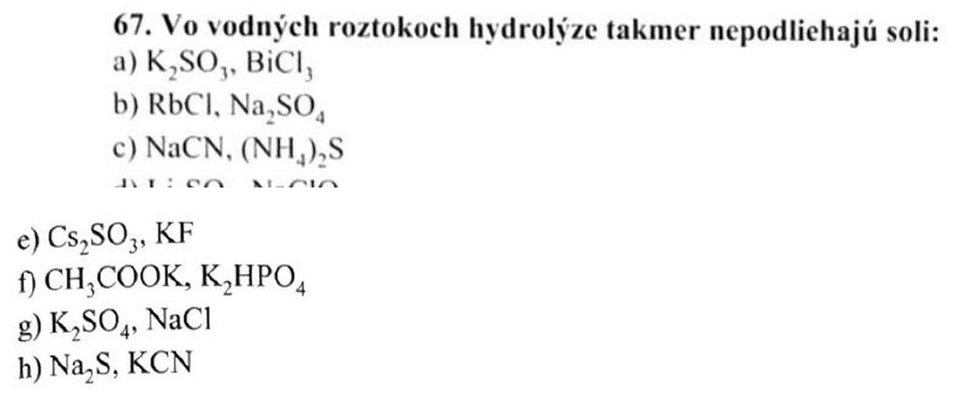 67. Vo vodných roztokoch hydrolýze takmer nepodliehajú soli:
a) K₂SO₃, BiCl₃
b) RbCl, Na₂SO₄
c) NaCN, (NH₄)₂S
e) Cs₂SO₃, KF
f) CH₃COOK, K₂HPO₄
g) K₂SO₄, NaCl
h) Na₂S, KCN